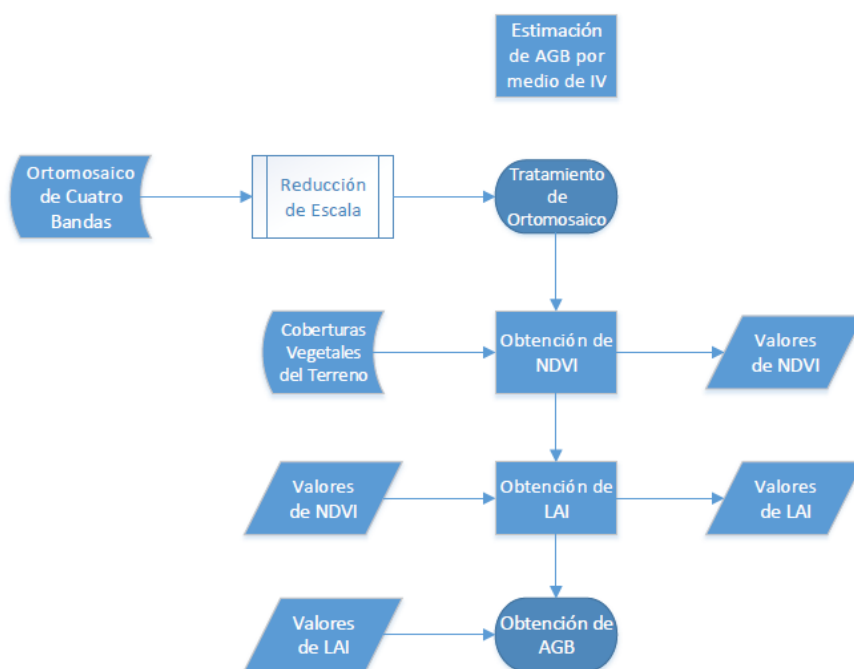 Estimación
de AGB por
medio de IV
Ortomosaico
de Cuatro
Bandas
Reducción
de Escala
Tratamiento
de
Ortomosaico
Coberturas
Vegetales
del Terreno
Obtención de
NDVI
Valores
de NDVI
Valores
de NDVI
Obtención de
LAI
Valores
de LAI
Valores
de LAI
Obtención de
AGB